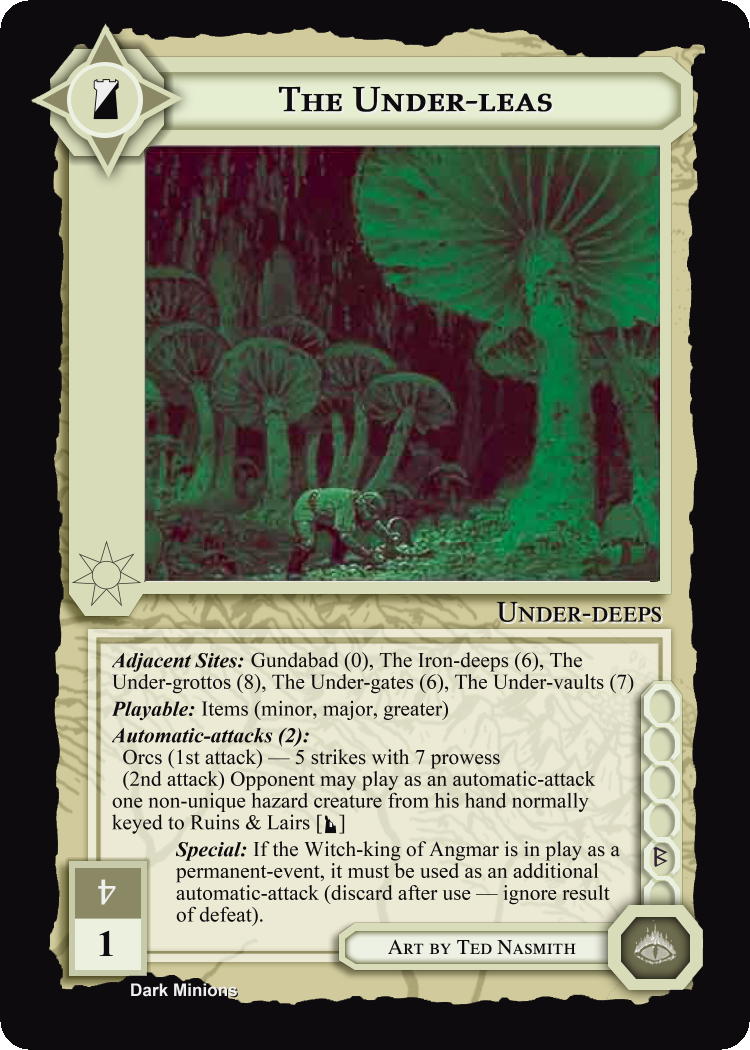 The Under-leas
Under-deeps
Adjacent Sites: Gundabad (0), The Iron-deeps (6), The
Under-grottos (8), The Under-gates (6), The Under-vaults (7)
Playable: Items (minor, major, greater)
Automatic-attacks (2):
Orcs (1st attack) — 5 strikes with 7 prowess
(2nd attack) Opponent may play as an automatic-attack
one non-unique hazard creature from his hand normally
keyed to Ruins & Lairs [ ]
Special: If the Witch-king of Angmar is in play as a
permanent-event, it must be used as an additional
automatic-attack (discard after use — ignore result
of defeat).
4
1
Art by Ted Nasmith
Dark Minions